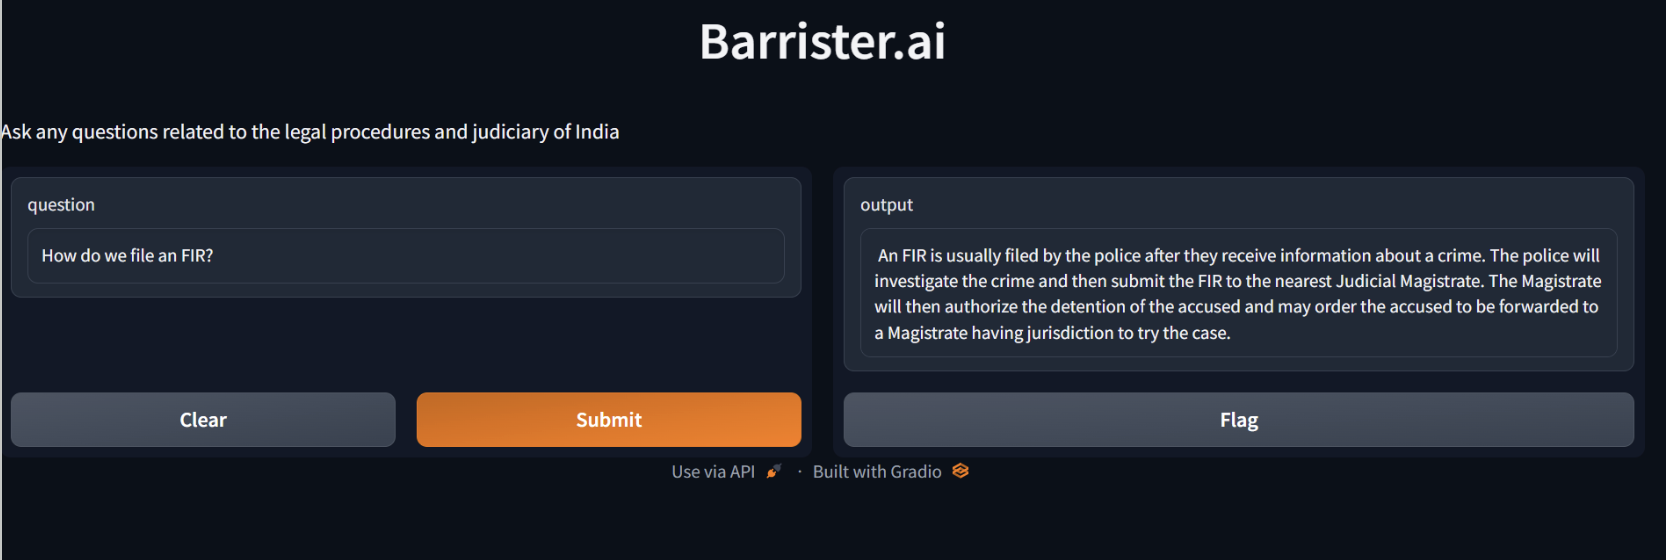 Barrister.ai
Ask any questions related to the legal procedures and judiciary of India
question
How do we file an FIR?
Clear
Submit
output
An FIR is usually filed by the police after they receive information about a crime. The police will
investigate the crime and then submit the FIR to the nearest Judicial Magistrate. The Magistrate
will then authorize the detention of the accused and may order the accused to be forwarded to
a Magistrate having jurisdiction to try the case.
Flag
Use via API · Built with Gradio